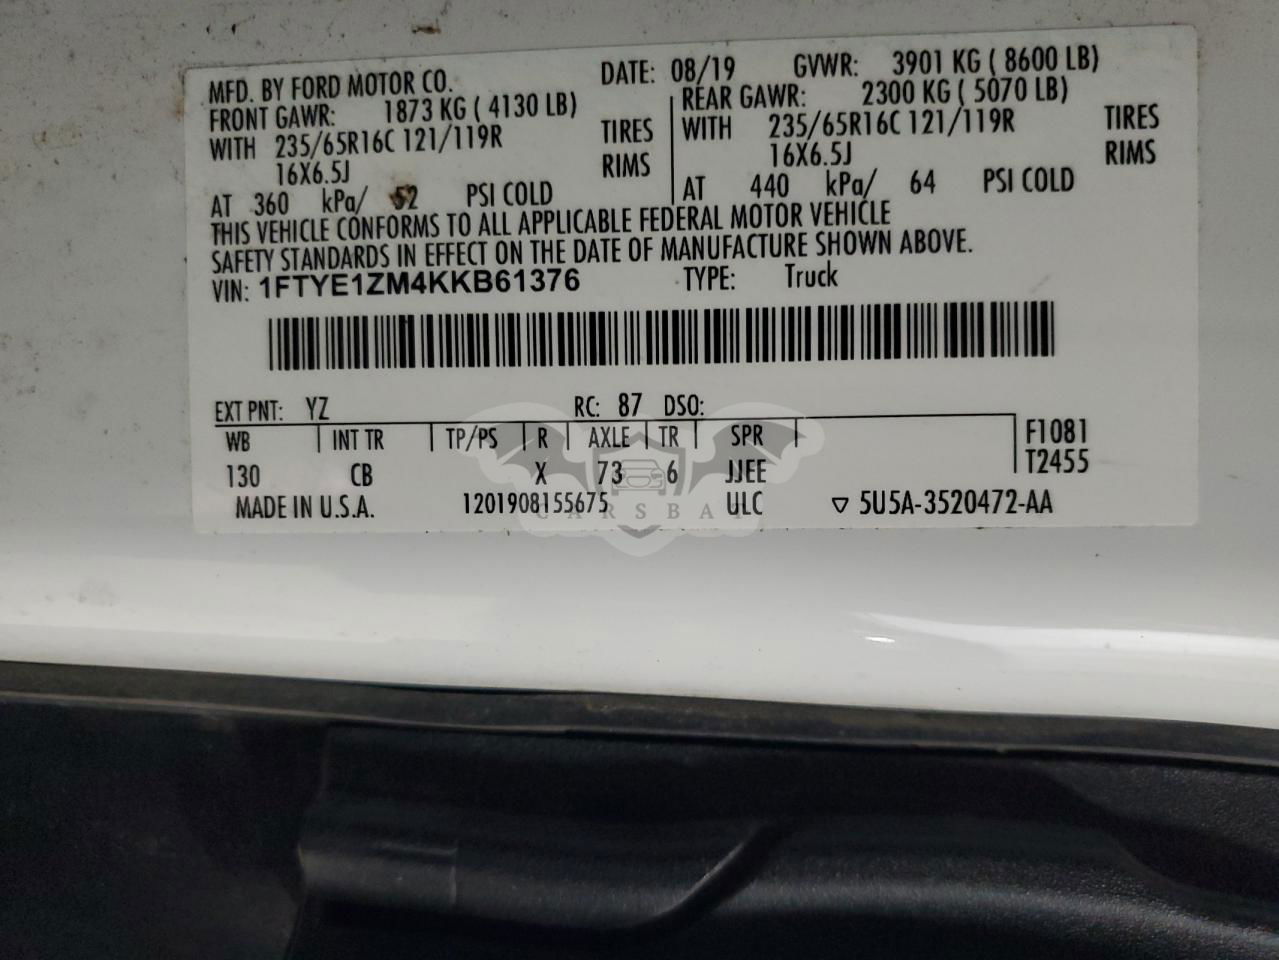 MFD. BY FORD MOTOR CO. DATE: 08/19 GVWR: 3901 KG ( 8600 LB)
FRONT GAWR: 1873 KG ( 4130 LB) REAR GAWR: 2300 KG ( 5070 LB)
WITH 235/65R16C 121/119R TIRES WITH 235/65R16C 121/119R TIRES
16X6.5J RIMS 16X6.5J RIMS
AT 360 kPa/ 52 PSI COLD AT 440 kPa/ 64 PSI COLD
THIS VEHICLE CONFORMS TO ALL APPLICABLE FEDERAL MOTOR VEHICLE
SAFETY STANDARDS IN EFFECT ON THE DATE OF MANUFACTURE SHOWN ABOVE.
VIN: 1FTYE1ZM4KKB61376 TYPE: Truck
EXT PNT: YZ RC: 87 DSO:
WB INT TR TP/PS R AXLE TR SPR F1081
130 CB X 73 6 JJEE T2455
MADE IN U.S.A. 1201908155675 ULC ▽ 5U5A-3520472-AA
CARSBAT